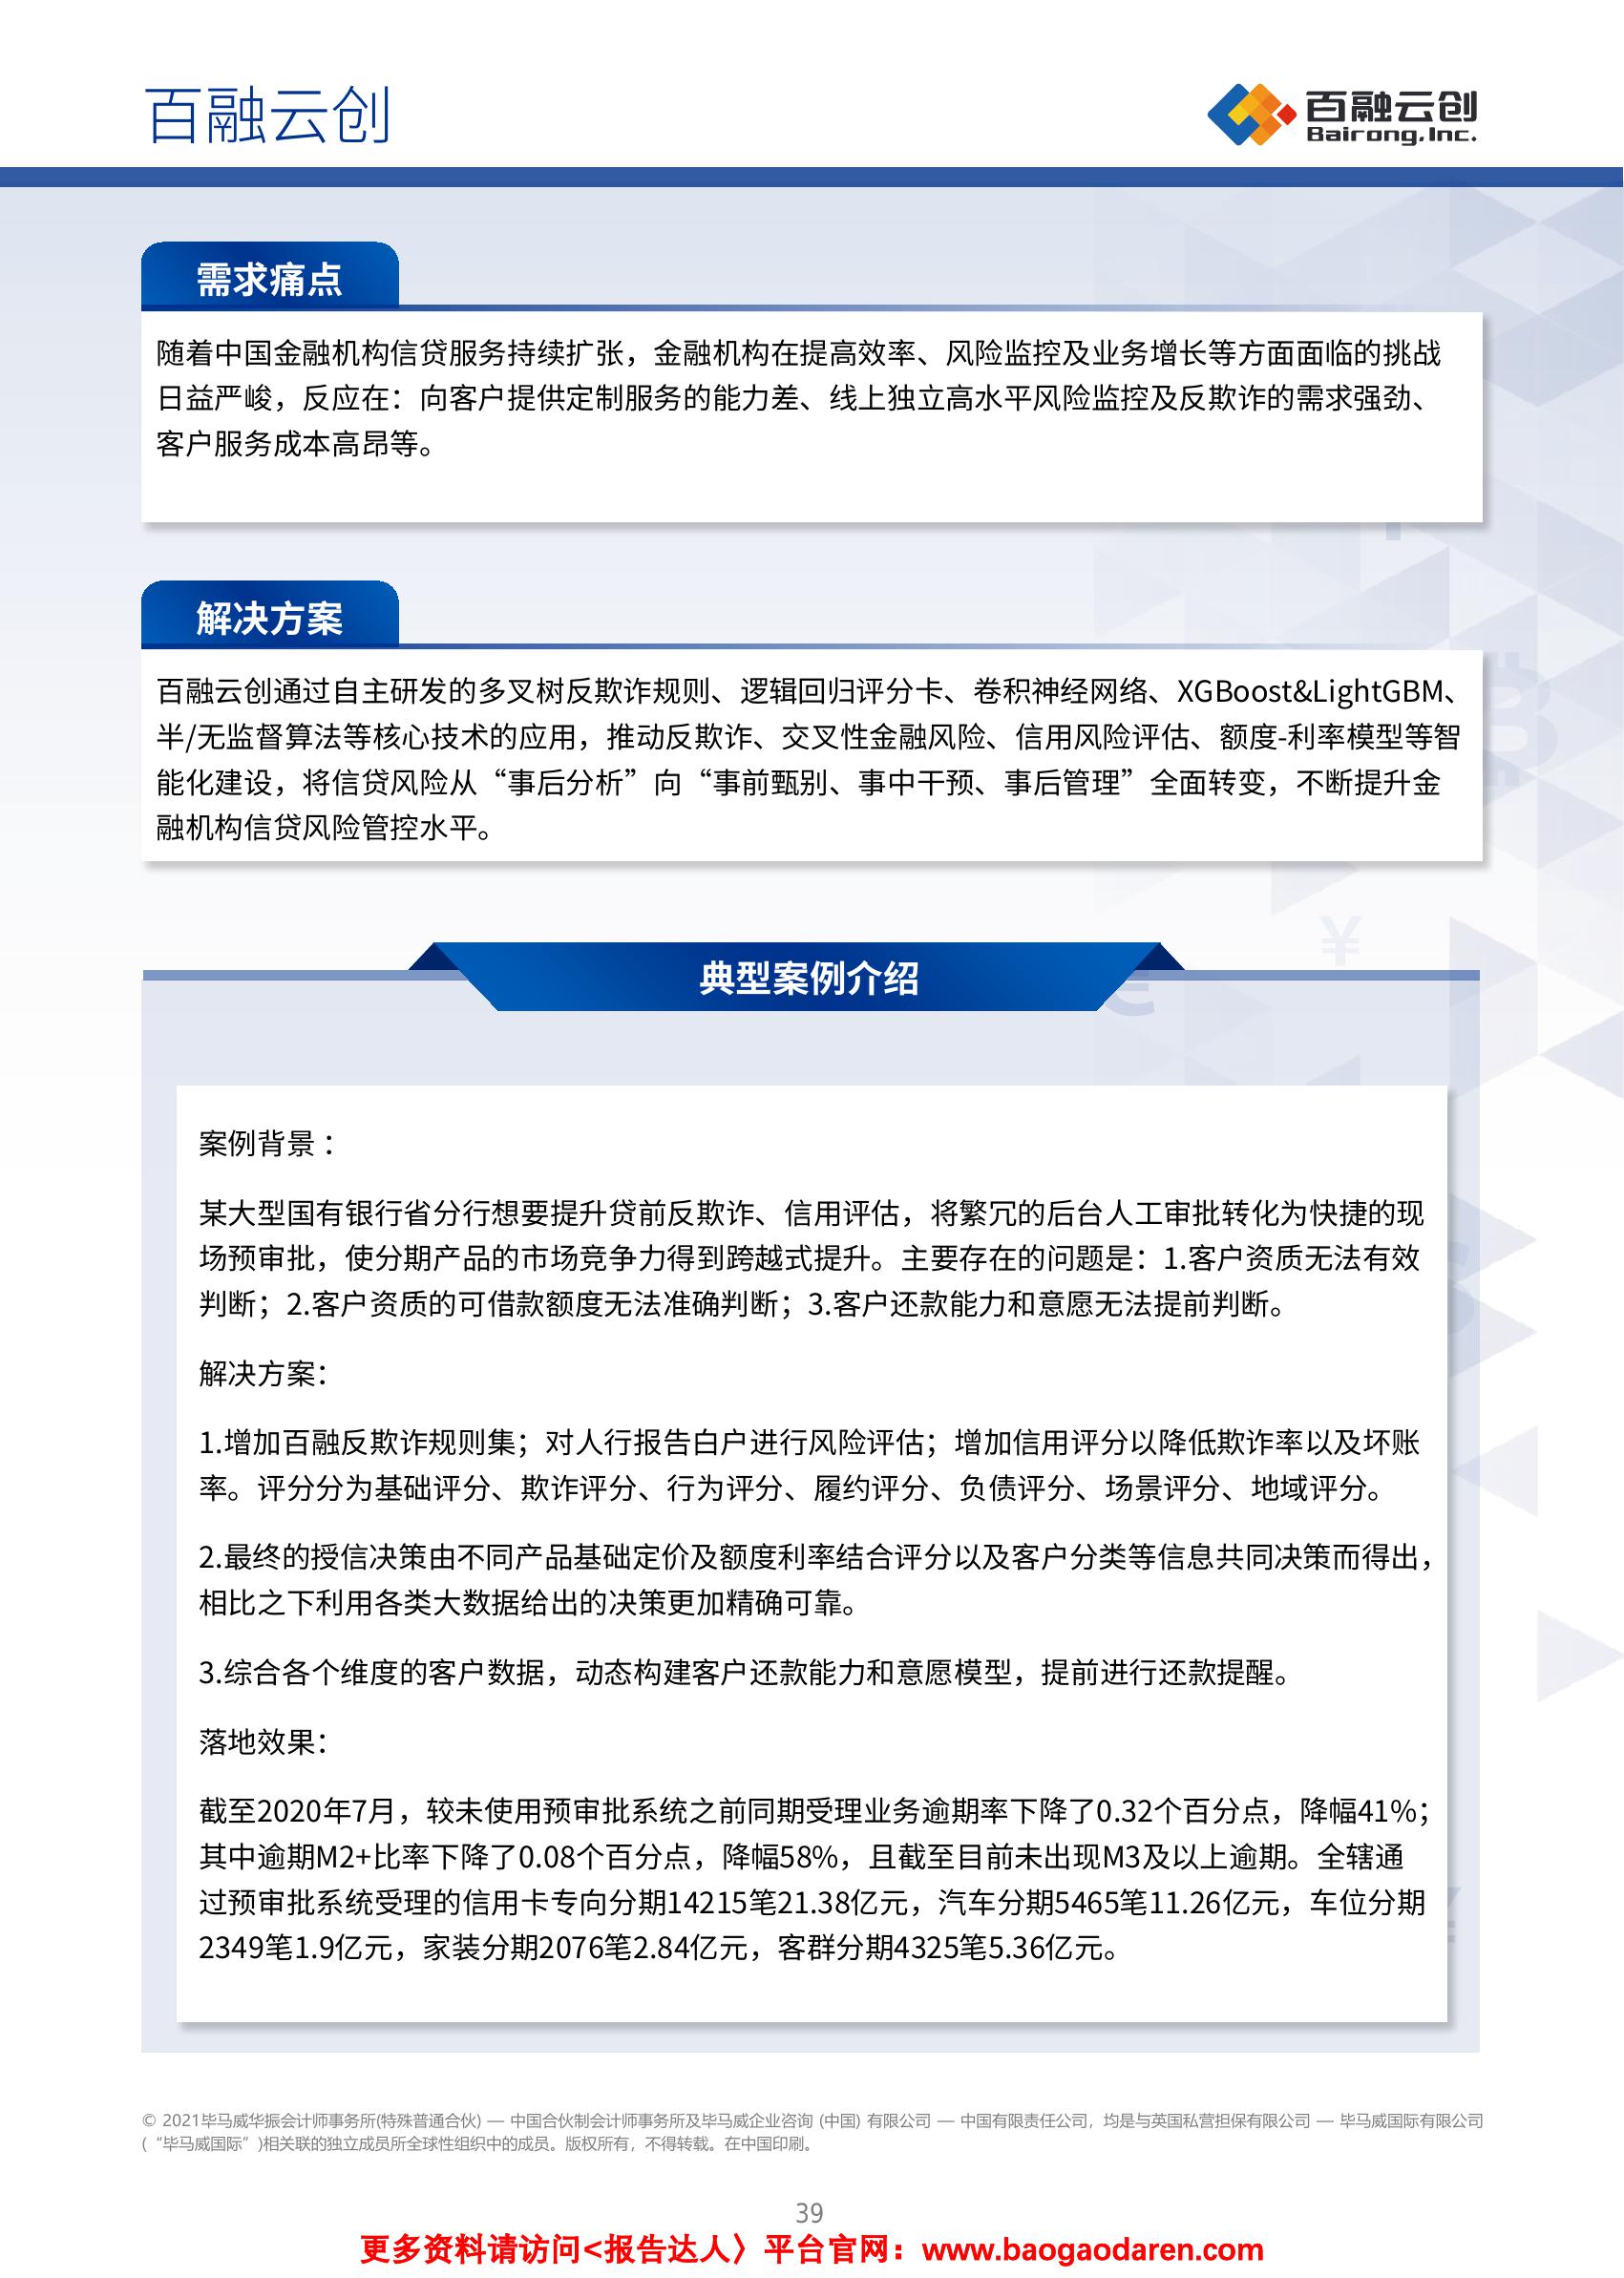 百融云创
百融云创
Bairong.Inc.
需求痛点
随着中国金融机构信贷服务持续扩张，金融机构在提高效率、风险监控及业务增长等方面面临的挑战
日益严峻，反应在：向客户提供定制服务的能力差、线上独立高水平风险监控及反欺诈的需求强劲、
客户服务成本高昂等。
解决方案
百融云创通过自主研发的多叉树反欺诈规则、逻辑回归评分卡、卷积神经网络、XGBoost&LightGBM、
半/无监督算法等核心技术的应用，推动反欺诈、交叉性金融风险、信用风险评估、额度-利率模型等智
能化建设，将信贷风险从“事后分析”向“事前甄别、事中干预、事后管理”全面转变，不断提升金
融机构信贷风险管控水平。
典型案例介绍
案例背景：
某大型国有银行省分行想要提升贷前反欺诈、信用评估，将繁冗的后台人工审批转化为快捷的现
场预审批，使分期产品的市场竞争力得到跨越式提升。主要存在的问题是：1.客户资质无法有效
判断；2.客户资质的可借款额度无法准确判断；3.客户还款能力和意愿无法提前判断。
解决方案：
1.增加百融反欺诈规则集；对人行报告白户进行风险评估；增加信用评分以降低欺诈率以及坏账
率。评分分为基础评分、欺诈评分、行为评分、履约评分、负债评分、场景评分、地域评分。
2.最终的授信决策由不同产品基础定价及额度利率结合评分以及客户分类等信息共同决策而得出，
相比之下利用各类大数据给出的决策更加精确可靠。
3.综合各个维度的客户数据，动态构建客户还款能力和意愿模型，提前进行还款提醒。
落地效果：
截至2020年7月，较未使用预审批系统之前同期受理业务逾期率下降了0.32个百分点，降幅41%；
其中逾期M2+比率下降了0.08个百分点，降幅58%，且截至目前未出现M3及以上逾期。全辖通
过预审批系统受理的信用卡专向分期14215笔21.38亿元，汽车分期5465笔11.26亿元，车位分期
2349笔1.9亿元，家装分期2076笔2.84亿元，客群分期4325笔5.36亿元。
© 2021毕马威华振会计师事务所(特殊普通合伙) — 中国合伙制会计师事务所及毕马威企业咨询 (中国) 有限公司 — 中国有限责任公司，均是与英国私营担保有限公司 — 毕马威国际有限公司
(“毕马威国际”)相关联的独立成员所全球性组织中的成员。版权所有，不得转载。在中国印刷。
39
更多资料请访问<报告达人〉平台官网：www.baogaodaren.com